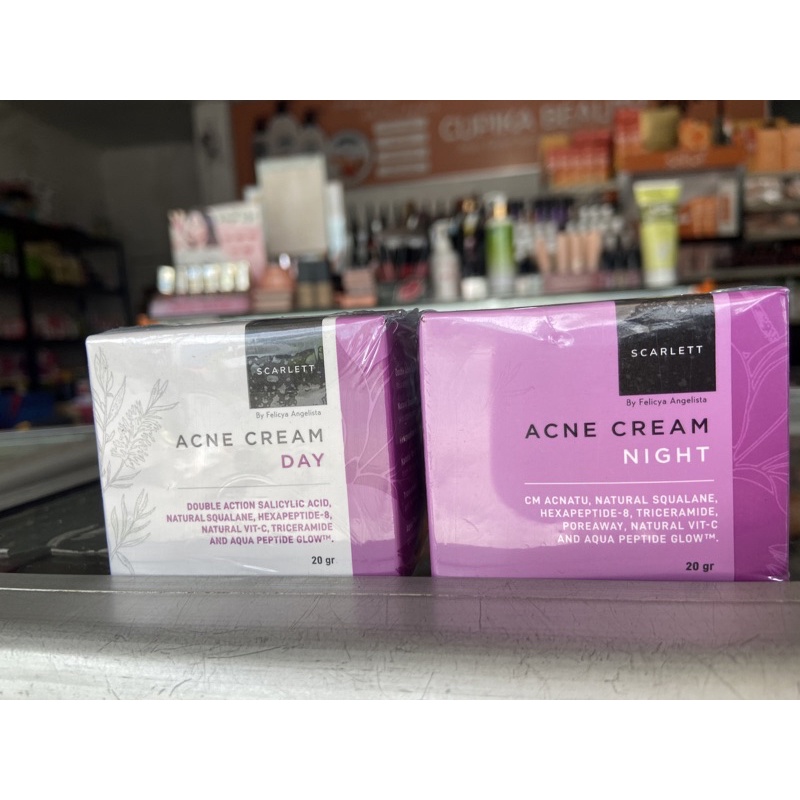 SCARLETT
By Felicya Angelista
ACNE CREAM
DAY
DOUBLE ACTION SALICYLIC ACID,
NATURAL SQUALANE, HEXAPEPTIDE-8,
NATURAL VIT-C, TRICERAMIDE
AND AQUA PEPTIDE GLOW™.
20 gr
SCARLETT
By Felicya Angelista
ACNE CREAM
NIGHT
CM ACNATU, NATURAL SQUALANE,
HEXAPEPTIDE-8, TRICERAMIDE,
POREAWAY, NATURAL VIT-C
AND AQUA PEPTIDE GLOW™.
20 gr